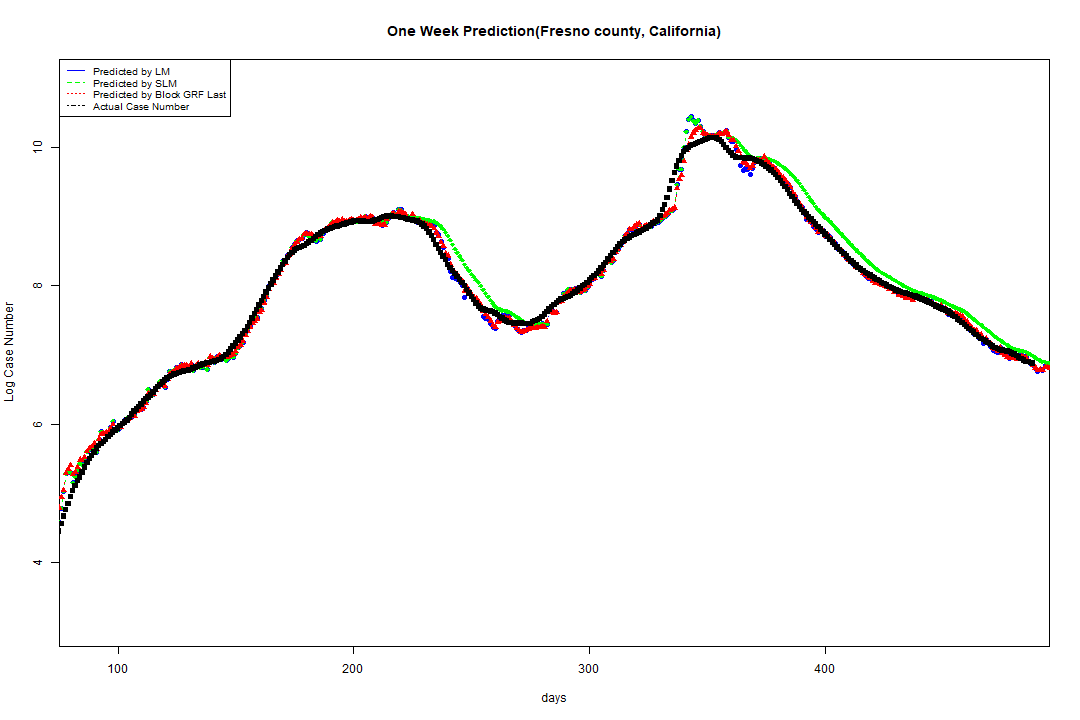 One Week Prediction(Fresno county, California)
Predicted by LM
Predicted by SLM
Predicted by Block GRF Last
Actual Case Number
Log Case Number
10
8
6
4
100 200 300 400
days